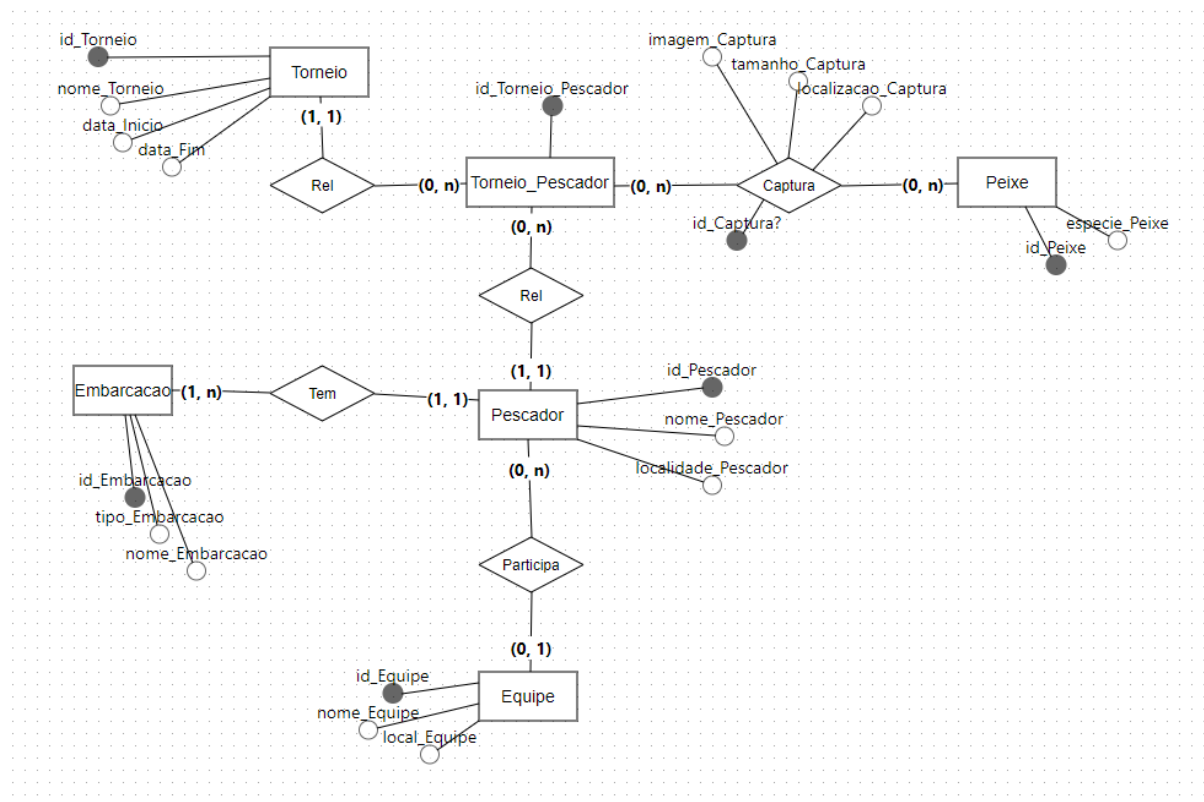 id_Torneio
Torneio
nome_Torneio
data_Inicio
data_Fim
(1, 1)
Rel
(0, n)
id_Torneio_Pescador
Torneio_Pescador
(0, n)
(0, n)
imagem_Captura
tamanho_Captura
localizacao_Captura
Captura
id_Captura?
(0, n)
Peixe
especie_Peixe
id_Peixe
Rel
(1, 1)
Embarcacao
(1, n)
Tem
(1, 1)
Pescador
id_Pescador
nome_Pescador
localidade_Pescador
(0, n)
id_Embarcacao
tipo_Embarcacao
nome_Embarcacao
Participa
(0, 1)
id_Equipe
Equipe
nome_Equipe
local_Equipe